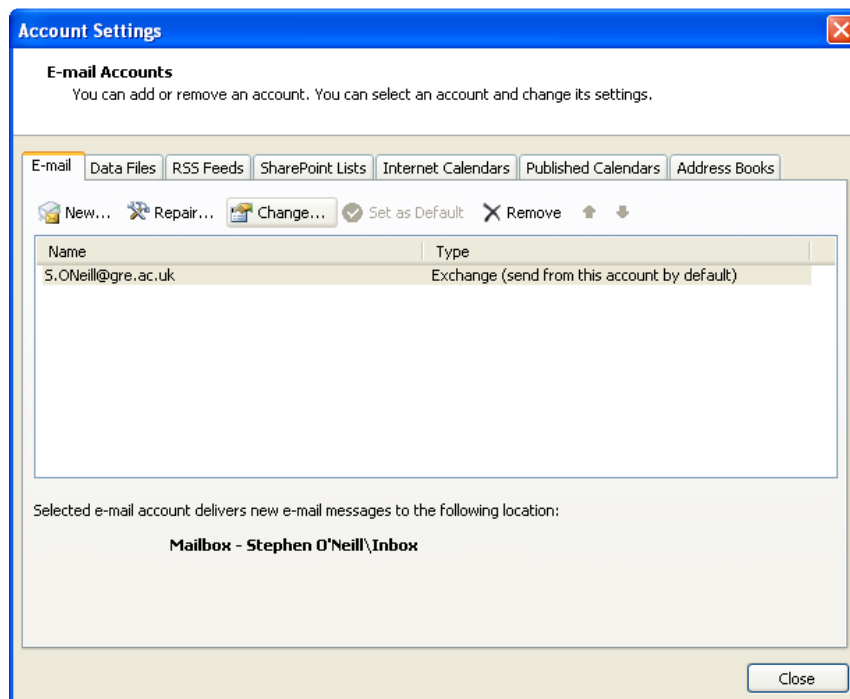 Account Settings
E-mail Accounts
You can add or remove an account. You can select an account and change its settings.
E-mail Data Files RSS Feeds SharePoint Lists Internet Calendars Published Calendars Address Books
New... Repair... Change... Set as Default Remove
Name Type
S.ONeill@gre.ac.uk Exchange (send from this account by default)
Selected e-mail account delivers new e-mail messages to the following location:
Mailbox - Stephen O'Neill\Inbox
Close